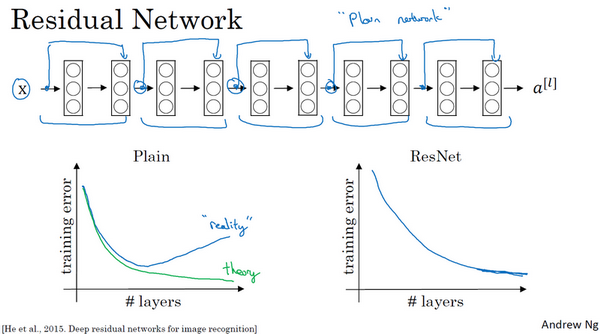 Residual Network
"Plain network"
x
a[l]
Plain
ResNet
training error
"reality"
theory
# layers
training error
# layers
[He et al., 2015. Deep residual networks for image recognition]
Andrew Ng